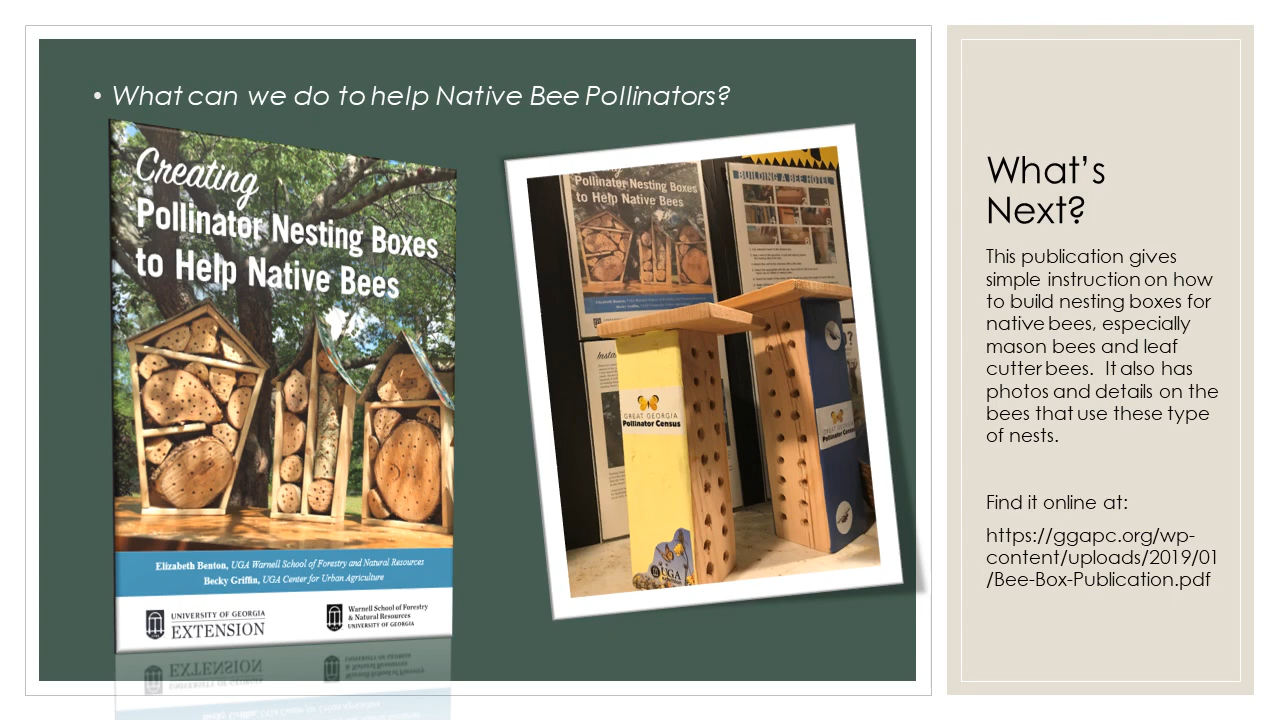 • What can we do to help Native Bee Pollinators?
Creating
Pollinator Nesting Boxes
to Help Native Bees
Elizabeth Benton, UGA Warnell School of Forestry and Natural Resources
Becky Griffin, UGA Center for Urban Agriculture
UNIVERSITY OF GEORGIA
EXTENSION
Warnell School of Forestry
& Natural Resources
UNIVERSITY OF GEORGIA
Pollinator Nesting Boxes
to Help Native Bees
BUILDING A BEE HOTEL
GREAT GEORGIA
Pollinator Census
GREAT GEORGIA
Pollinator Census
UGA
What's
Next?
This publication gives
simple instruction on how
to build nesting boxes for
native bees, especially
mason bees and leaf
cutter bees.  It also has
photos and details on the
bees that use these type
of nests.
Find it online at:
https://ggapc.org/wp-
content/uploads/2019/01
/Bee-Box-Publication.pdf